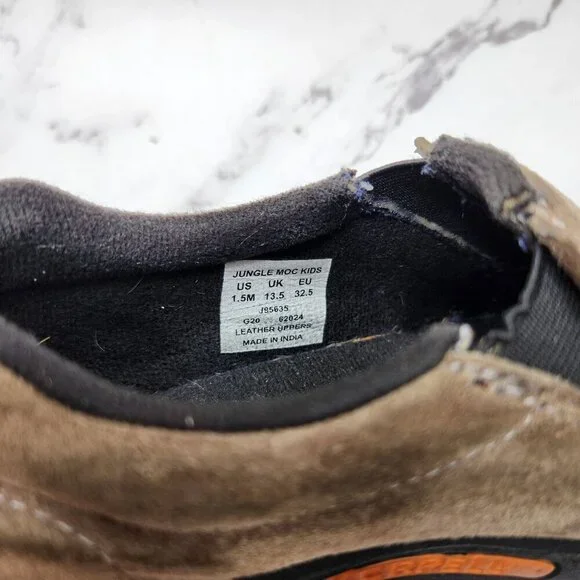 JUNGLE MOC KIDS
US UK EU
1.5M 13.5 32.5
J95635
G20 62024
LEATHER UPPERS
MADE IN INDIA